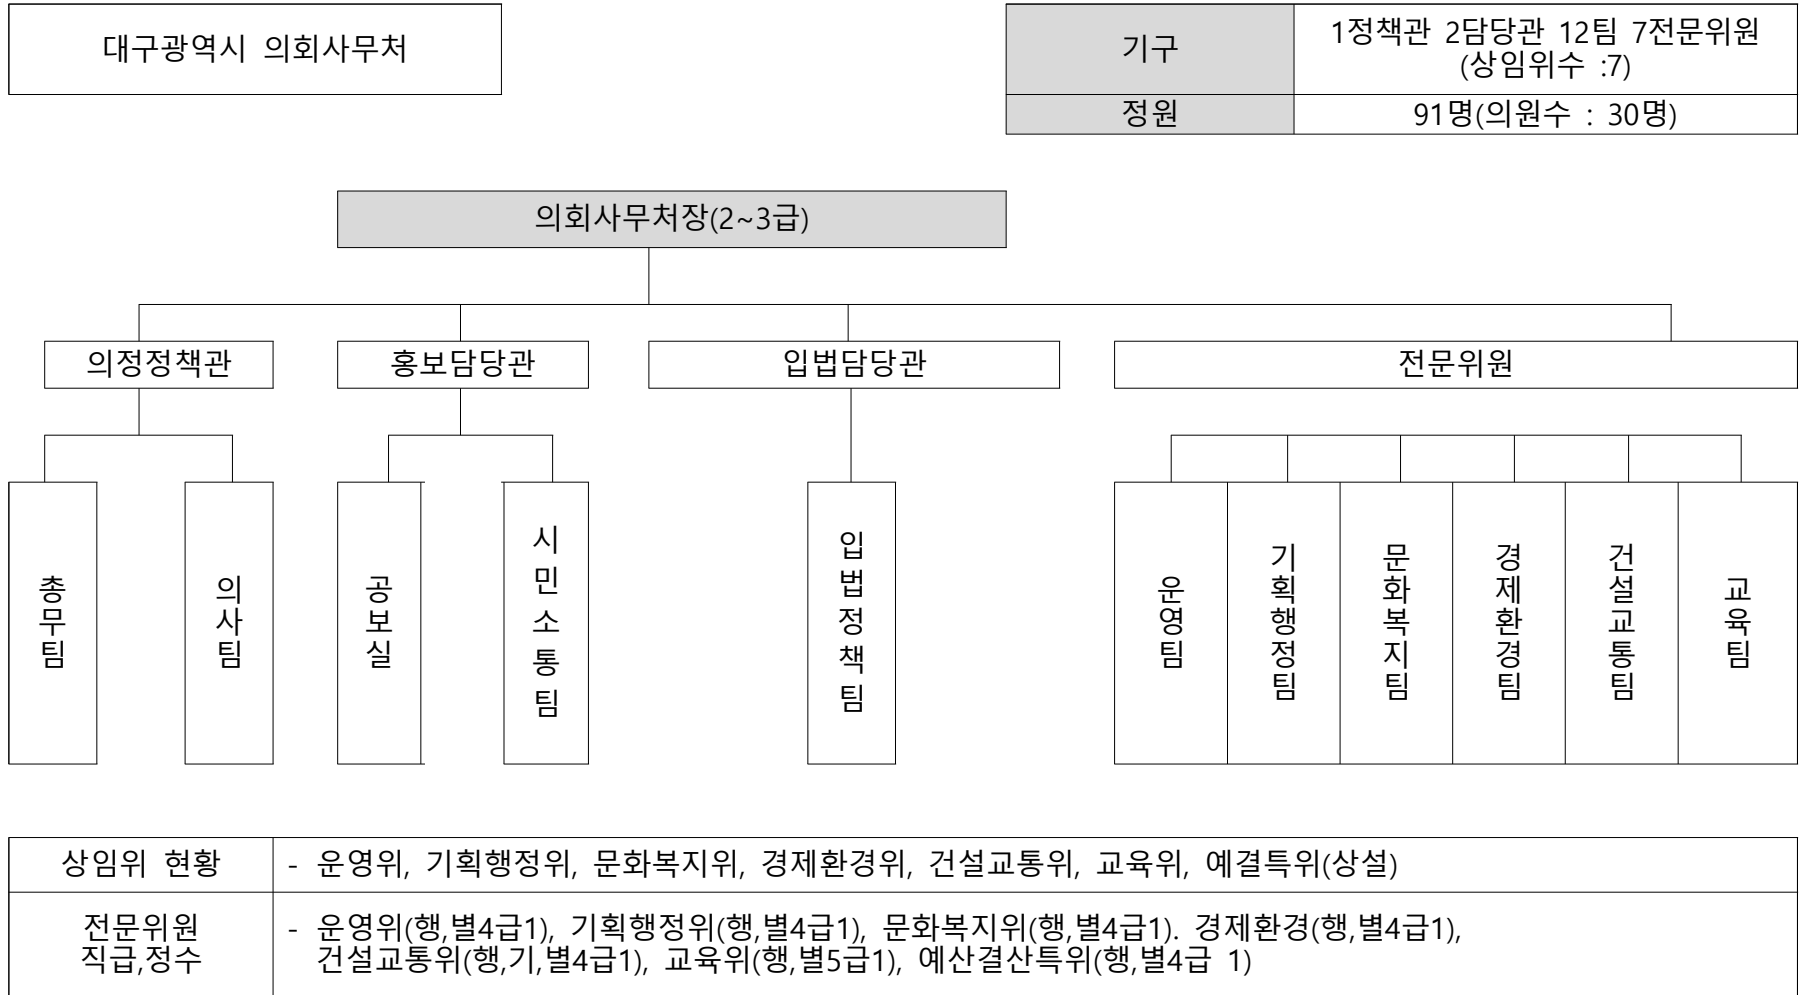 대구광역시 의회사무처
기구
1정책관 2담당관 12팀 7전문위원
(상임위수 :7)
정원
91명(의원수 : 30명)
의회사무처장(2~3급)
의정정책관
홍보담당관
입법담당관
전문위원
총무팀
의사팀
공보실
시민소통팀
입법정책팀
운영팀
기획행정팀
문화복지팀
경제환경팀
건설교통팀
교육팀
상임위 현황
- 운영위, 기획행정위, 문화복지위, 경제환경위, 건설교통위, 교육위, 예결특위(상설)
전문위원
직급,정수
- 운영위(행,별4급1), 기획행정위(행,별4급1), 문화복지위(행,별4급1). 경제환경(행,별4급1),
건설교통위(행,기,별4급1), 교육위(행,별5급1), 예산결산특위(행,별4급 1)